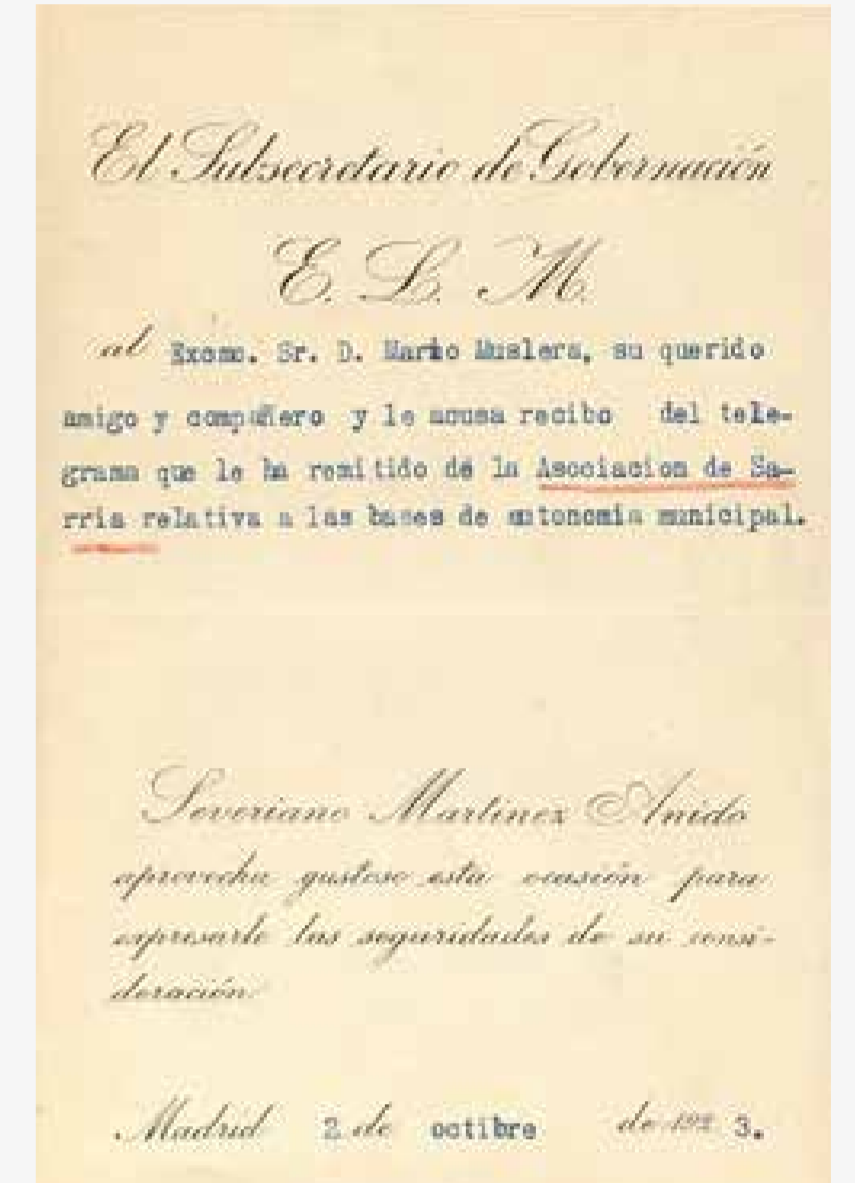 El Subsecretario de Gobernación
E. L. M.
al Excmo. Sr. D. Mario Muslera, su querido
amigo y compañero y le acusa recibo del tele-
grama que le ha remitido de la Asociacion de Sa-
rria relativa a las bases de autonomia municipal.
Severiano Martinez Anido
aprovecha gustoso esta ocasión para
expresarle las seguridades de su consi-
deración
Madrid 2 de octibre de 192 3.